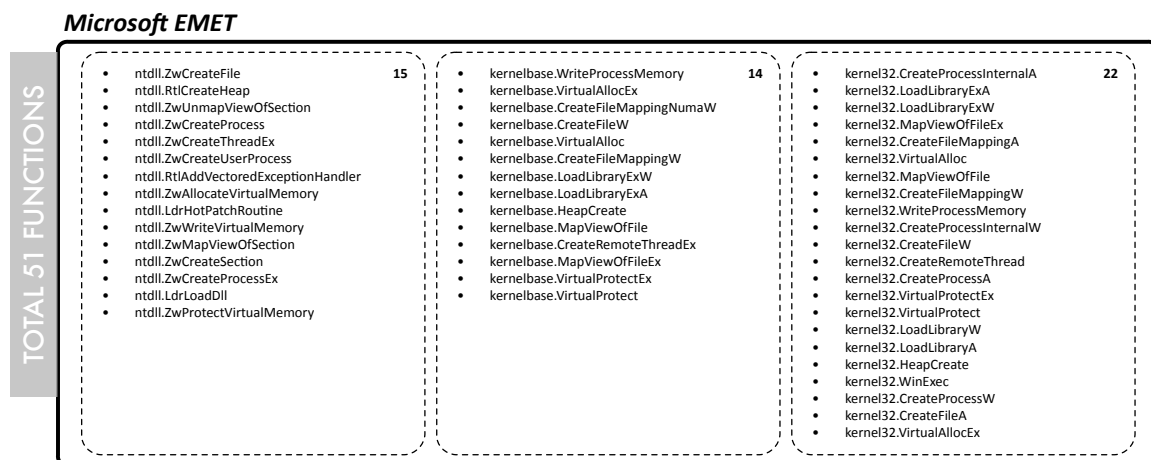 Microsoft EMET
TOTAL 51 FUNCTIONS
• ntdll.ZwCreateFile 15
• ntdll.RtlCreateHeap
• ntdll.ZwUnmapViewOfSection
• ntdll.ZwCreateProcess
• ntdll.ZwCreateThreadEx
• ntdll.ZwCreateUserProcess
• ntdll.RtlAddVectoredExceptionHandler
• ntdll.ZwAllocateVirtualMemory
• ntdll.LdrHotPatchRoutine
• ntdll.ZwWriteVirtualMemory
• ntdll.ZwMapViewOfSection
• ntdll.ZwCreateSection
• ntdll.ZwCreateProcessEx
• ntdll.LdrLoadDll
• ntdll.ZwProtectVirtualMemory
• kernelbase.WriteProcessMemory 14
• kernelbase.VirtualAllocEx
• kernelbase.CreateFileMappingNumaW
• kernelbase.CreateFileW
• kernelbase.VirtualAlloc
• kernelbase.CreateFileMappingW
• kernelbase.LoadLibraryExW
• kernelbase.LoadLibraryExA
• kernelbase.HeapCreate
• kernelbase.MapViewOfFile
• kernelbase.CreateRemoteThreadEx
• kernelbase.MapViewOfFileEx
• kernelbase.VirtualProtectEx
• kernelbase.VirtualProtect
• kernel32.CreateProcessInternalA 22
• kernel32.LoadLibraryExA
• kernel32.LoadLibraryExW
• kernel32.MapViewOfFileEx
• kernel32.CreateFileMappingA
• kernel32.VirtualAlloc
• kernel32.MapViewOfFile
• kernel32.CreateFileMappingW
• kernel32.WriteProcessMemory
• kernel32.CreateProcessInternalW
• kernel32.CreateFileW
• kernel32.CreateRemoteThread
• kernel32.CreateProcessA
• kernel32.VirtualProtectEx
• kernel32.VirtualProtect
• kernel32.LoadLibraryW
• kernel32.LoadLibraryA
• kernel32.HeapCreate
• kernel32.WinExec
• kernel32.CreateProcessW
• kernel32.CreateFileA
• kernel32.VirtualAllocEx